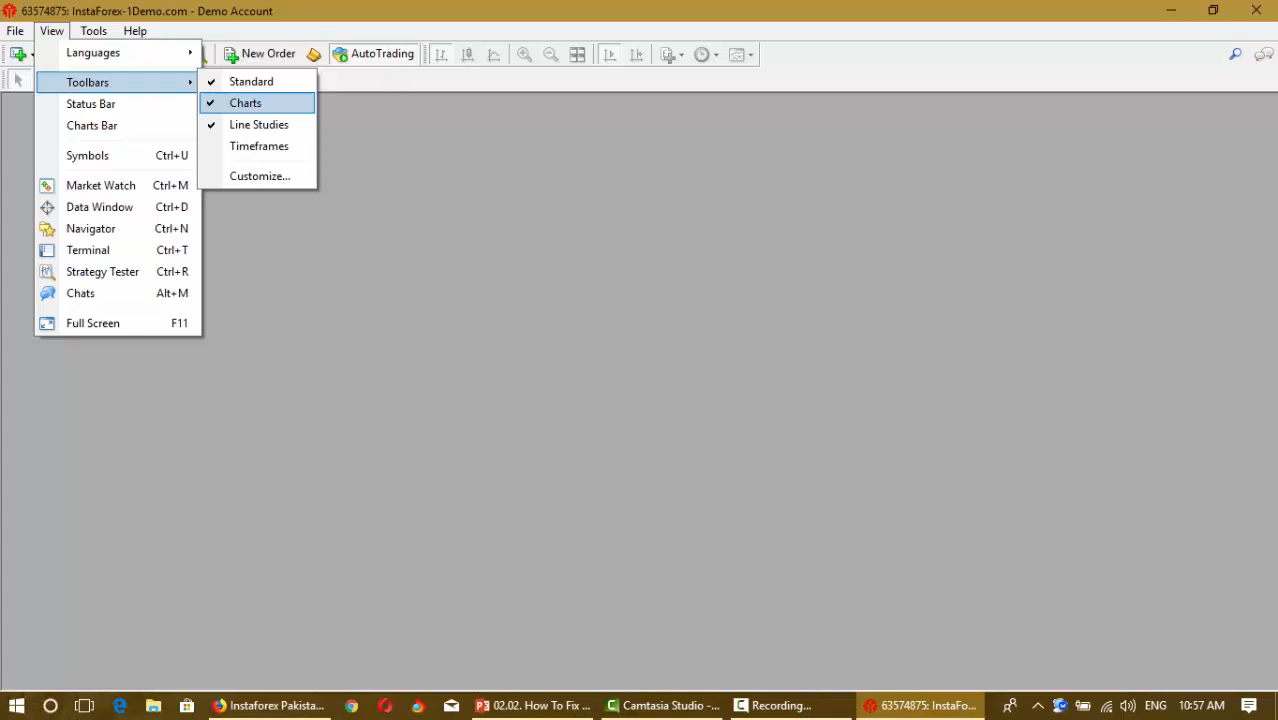 63574875: InstaForex-1Demo.com - Demo Account
File View Tools Help
New Order AutoTrading
Languages
Toolbars
Status Bar
Charts Bar
Symbols Ctrl+U
Market Watch Ctrl+M
Data Window Ctrl+D
Navigator Ctrl+N
Terminal Ctrl+T
Strategy Tester Ctrl+R
Chats Alt+M
Full Screen F11
Standard
Charts
Line Studies
Timeframes
Customize...
Instaforex Pakista... 02.02. How To Fix ... Camtasia Studio -... Recording... 63574875: InstaFo... ENG 10:57 AM